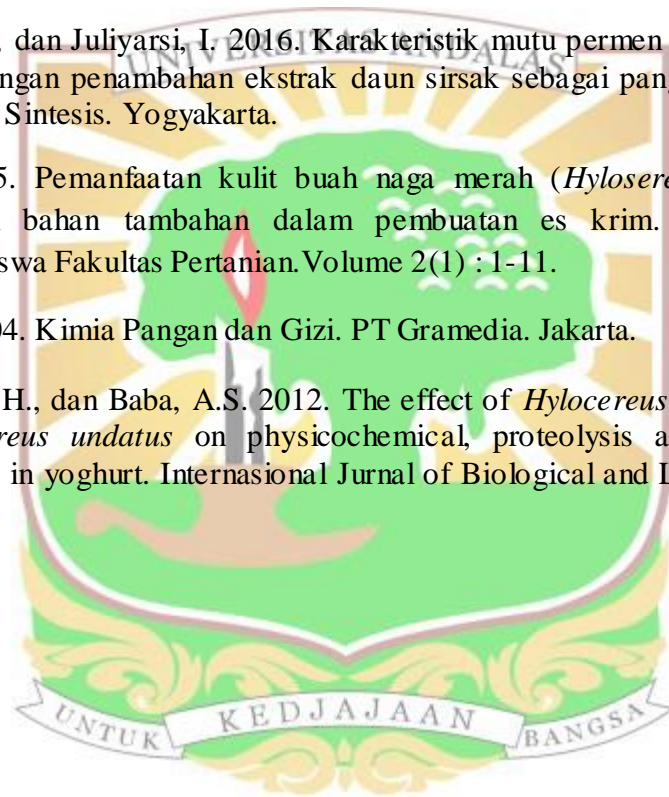 . dan Juliyarsi, I. 2016. Karakteristik mutu permen
UNIVERSITAS ANDALAS
ngan penambahan ekstrak daun sirsak sebagai pang
Sintesis. Yogyakarta.
5. Pemanfaatan kulit buah naga merah (Hylosere
bahan tambahan dalam pembuatan es krim.
swa Fakultas Pertanian.Volume 2(1) : 1-11.
04. Kimia Pangan dan Gizi. PT Gramedia. Jakarta.
H., dan Baba, A.S. 2012. The effect of Hylocereus
reus undatus on physicochemical, proteolysis a
in yoghurt. Internasional Jurnal of Biological and L
UNTUK KEDJAJAAN BANGSA